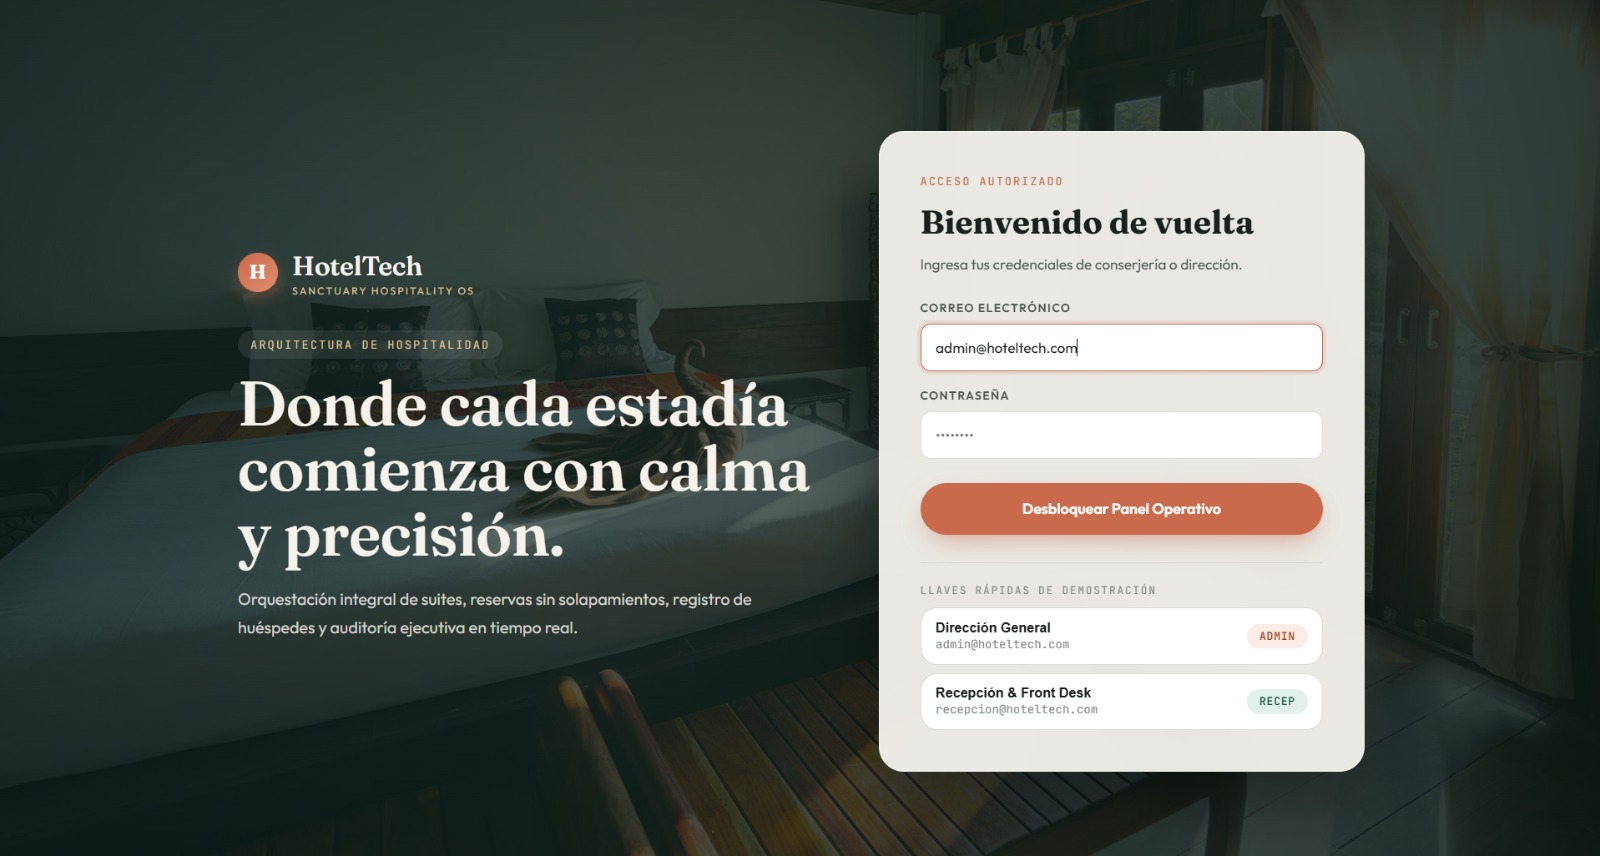 H
HotelTech
SANCTUARY HOSPITALITY OS
ARQUITECTURA DE HOSPITALIDAD
Donde cada estadía
comienza con calma
y precisión.
Orquestación integral de suites, reservas sin solapamientos, registro de
huéspedes y auditoría ejecutiva en tiempo real.
ACCESO AUTORIZADO
Bienvenido de vuelta
Ingresa tus credenciales de conserjería o dirección.
CORREO ELECTRÓNICO
admin@hoteltech.com
CONTRASEÑA
••••••••
Desbloquear Panel Operativo
LLAVES RÁPIDAS DE DEMOSTRACIÓN
Dirección General
admin@hoteltech.com
ADMIN
Recepción & Front Desk
recepcion@hoteltech.com
RECEP